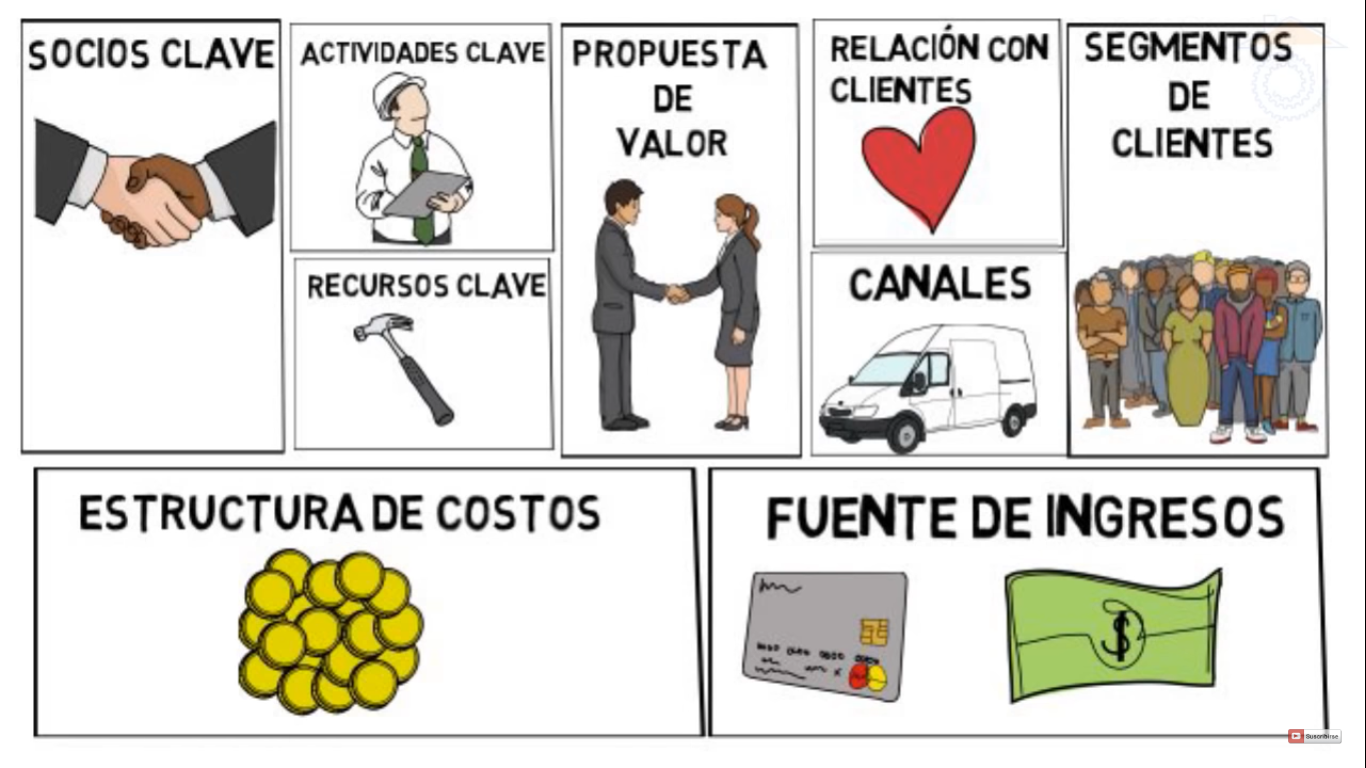 SOCIOS CLAVE
ACTIVIDADES CLAVE
RECURSOS CLAVE
PROPUESTA
DE
VALOR
RELACIÓN CON
CLIENTES
CANALES
SEGMENTOS
DE
CLIENTES
ESTRUCTURA DE COSTOS
FUENTE DE INGRESOS
$
Suscribirse